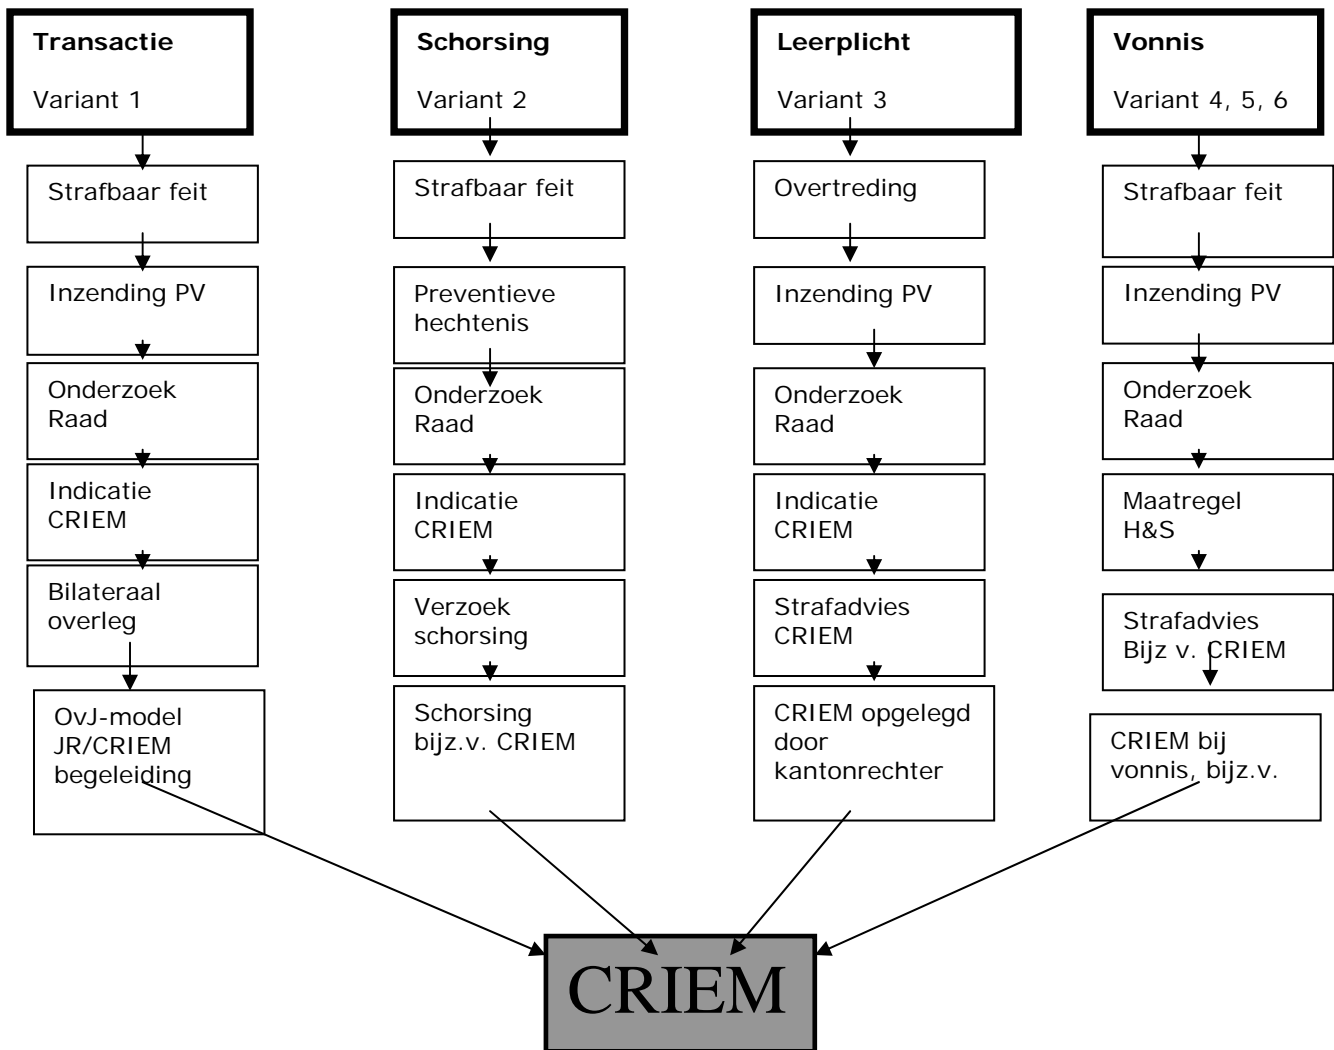 Transactie
Variant 1
Strafbaar feit
Inzending PV
Onderzoek
Raad
Indicatie
CRIEM
Bilateraal
overleg
OvJ-model
JR/CRIEM
begeleiding
Schorsing
Variant 2
Strafbaar feit
Preventieve
hechtenis
Onderzoek
Raad
Indicatie
CRIEM
Verzoek
schorsing
Schorsing
bijz.v. CRIEM
Leerplicht
Variant 3
Overtreding
Inzending PV
Onderzoek
Raad
Indicatie
CRIEM
Strafadvies
CRIEM
CRIEM opgelegd
door
kantonrechter
Vonnis
Variant 4, 5, 6
Strafbaar feit
Inzending PV
Onderzoek
Raad
Maatregel
H&S
Strafadvies
Bijz v. CRIEM
CRIEM bij
vonnis, bijz.v.
CRIEM